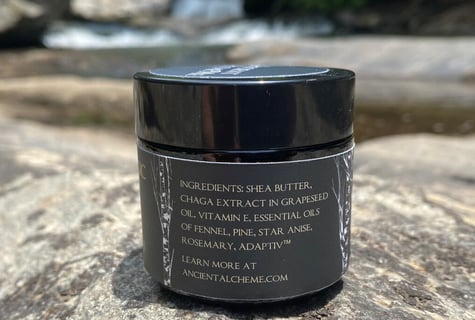 INGREDIENTS: SHEA BUTTER,
CHAGA EXTRACT IN GRAPESEED
OIL, VITAMIN E, ESSENTIAL OILS
OF FENNEL, PINE, STAR ANISE,
ROSEMARY, ADAPTIV™
LEARN MORE AT
ANCIENTALCHEME.COM